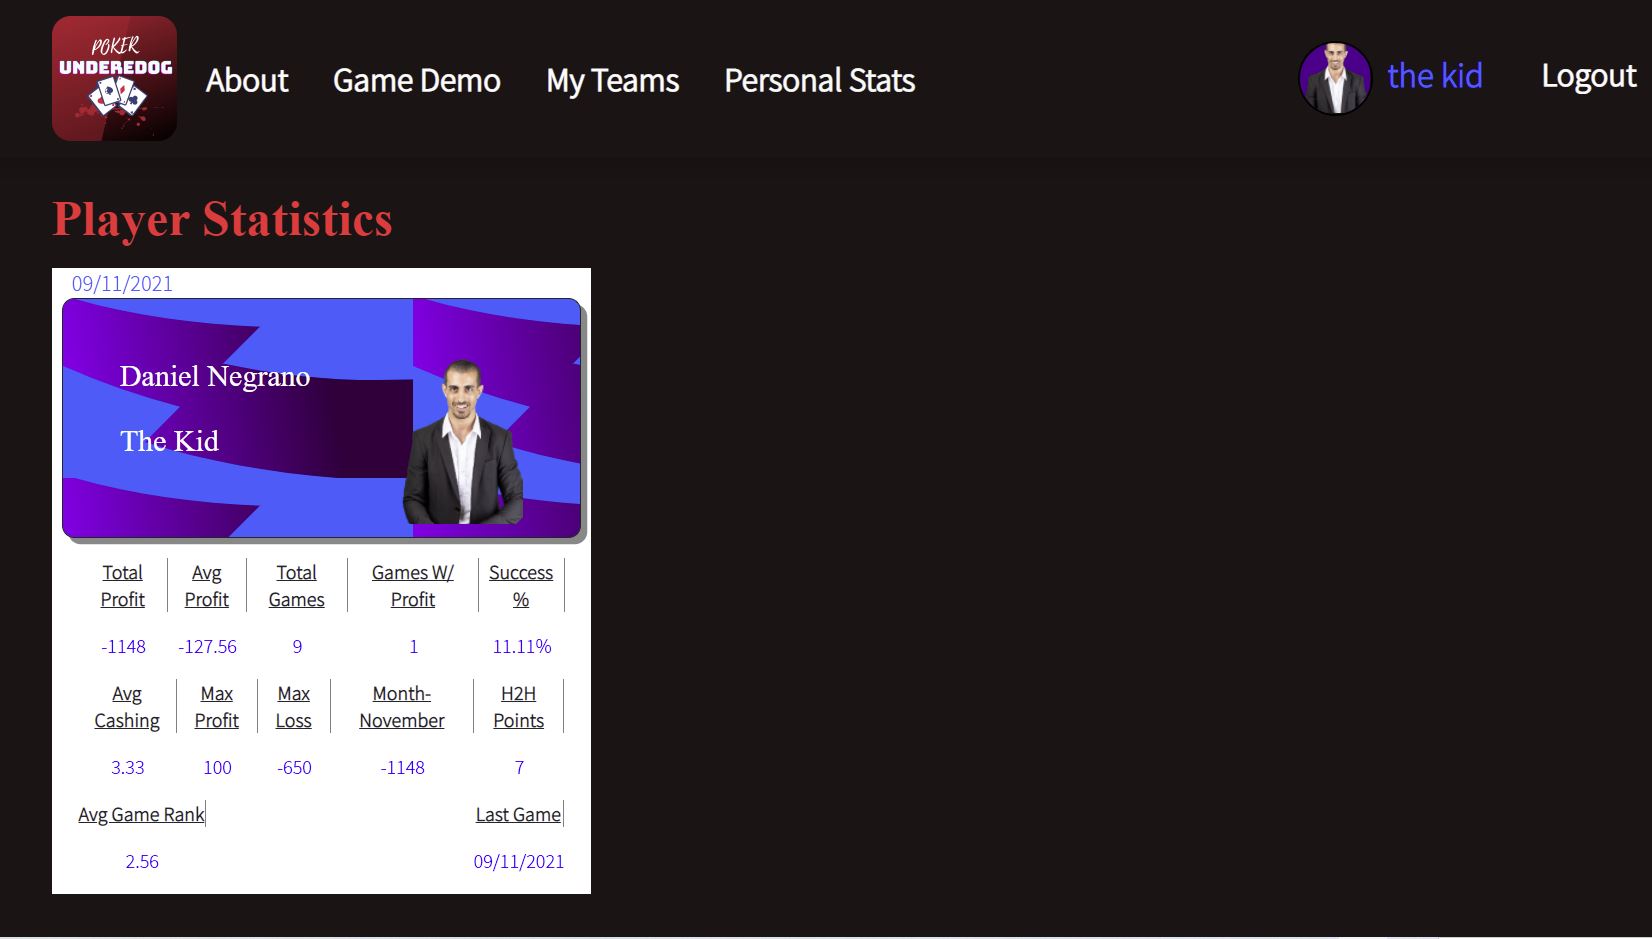 POKER
UNDEREDOG
About Game Demo My Teams Personal Stats the kid Logout
Player Statistics
09/11/2021
Daniel Negrano
The Kid
Total Profit Avg Profit Total Games Games W/ Profit Success %
-1148 -127.56 9 1 11.11%
Avg Cashing Max Profit Max Loss Month-November H2H Points
3.33 100 -650 -1148 7
Avg Game Rank Last Game
2.56 09/11/2021